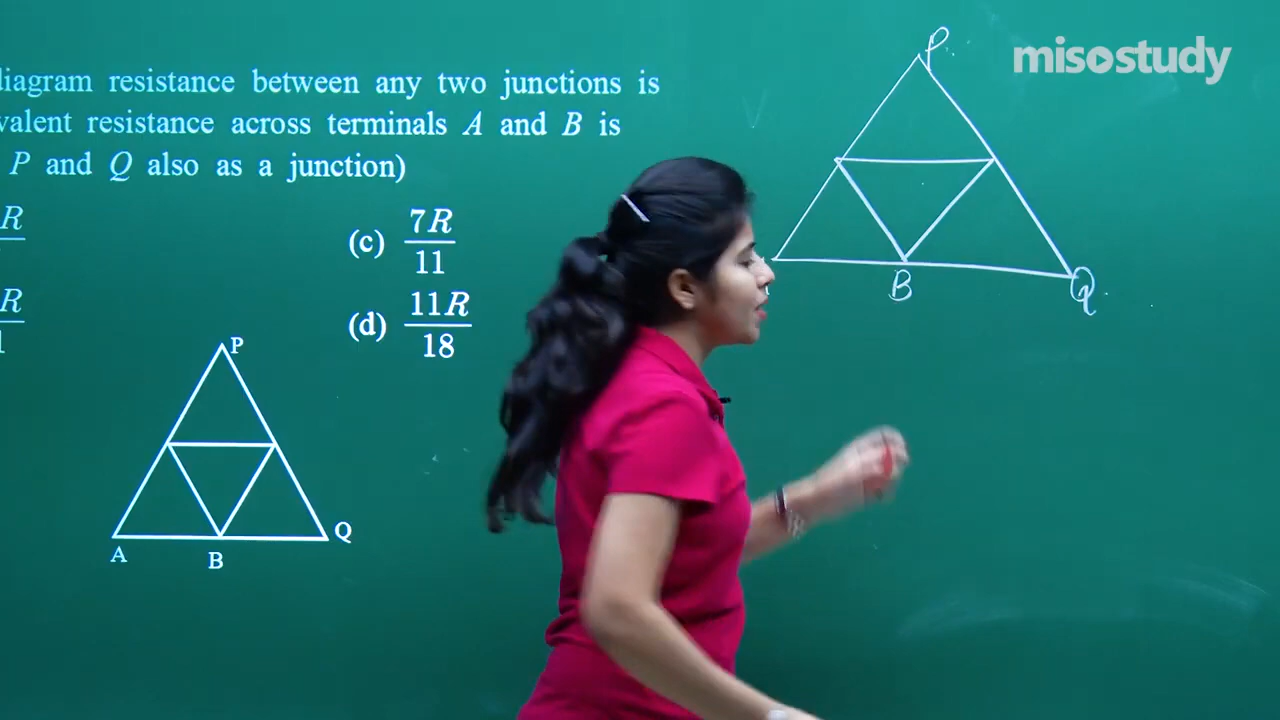 diagram resistance between any two junctions is
valent resistance across terminals A and B is
P and Q also as a junction)
R
(c) 7R
11
R
(d) 11R
18
P
A
B
Q
P
B
Q
misostudy